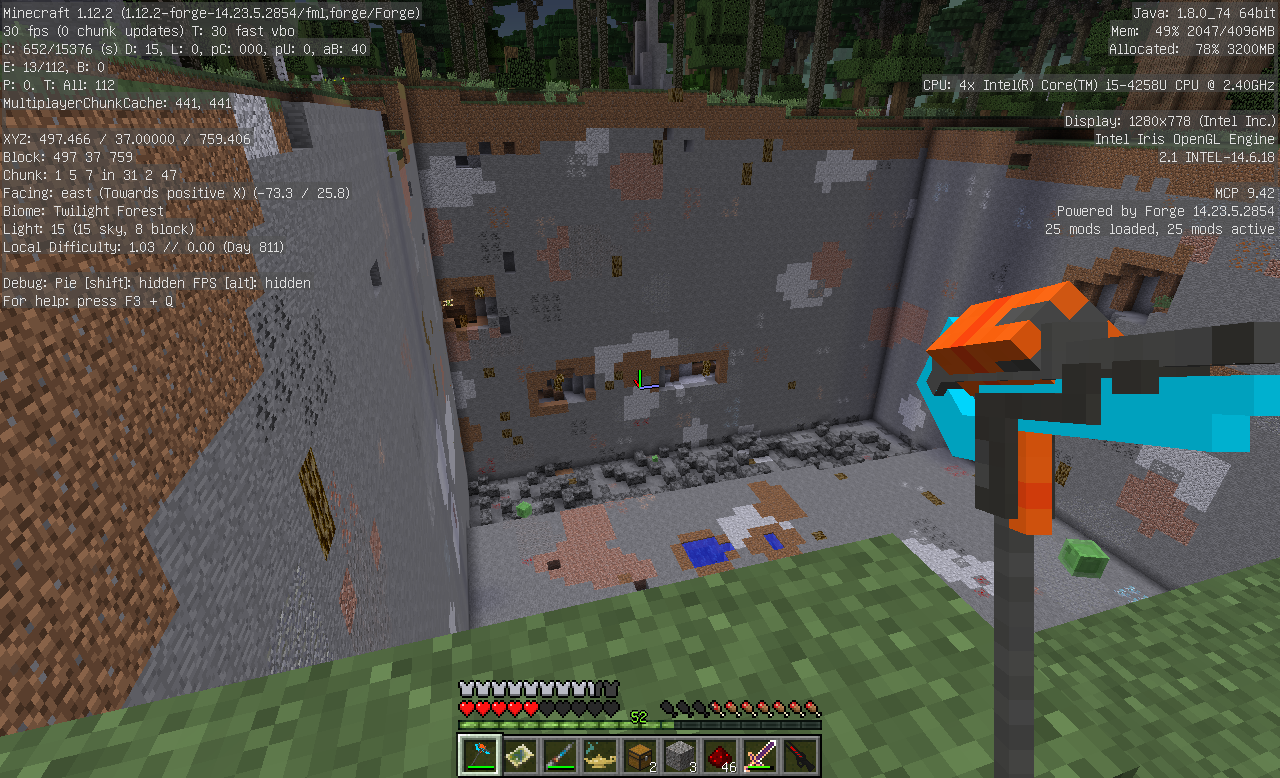 Minecraft 1.12.2 (1.12.2-forge-14.23.5.2854/fml,forge/Forge)
30 fps (0 chunk updates) T: 30 fast vbo
C: 652/15376 (s) D: 15, L: 0, pC: 000, pU: 0, aB: 40
E: 13/112, B: 0
P: 0. T: All: 112
MultiplayerChunkCache: 441, 441
XYZ: 497.466 / 37.00000 / 759.406
Block: 497 37 759
Chunk: 1 5 7 in 31 2 47
Facing: east (Towards positive X) (-73.3 / 25.8)
Biome: Twilight Forest
Light: 15 (15 sky, 8 block)
Local Difficulty: 1.03 // 0.00 (Day 811)
Debug: Pie [shift]: hidden FPS [alt]: hidden
For help: press F3 + Q
Java: 1.8.0_74 64bit
Mem: 49% 2047/4096MB
Allocated: 78% 3200MB
CPU: 4x Intel(R) Core(TM) i5-4258U CPU @ 2.40GHz
Display: 1280x778 (Intel Inc.)
Intel Iris OpenGL Engine
2.1 INTEL-14.6.18
MCP 9.42
Powered by Forge 14.23.5.2854
25 mods loaded, 25 mods active
52
2
3
46